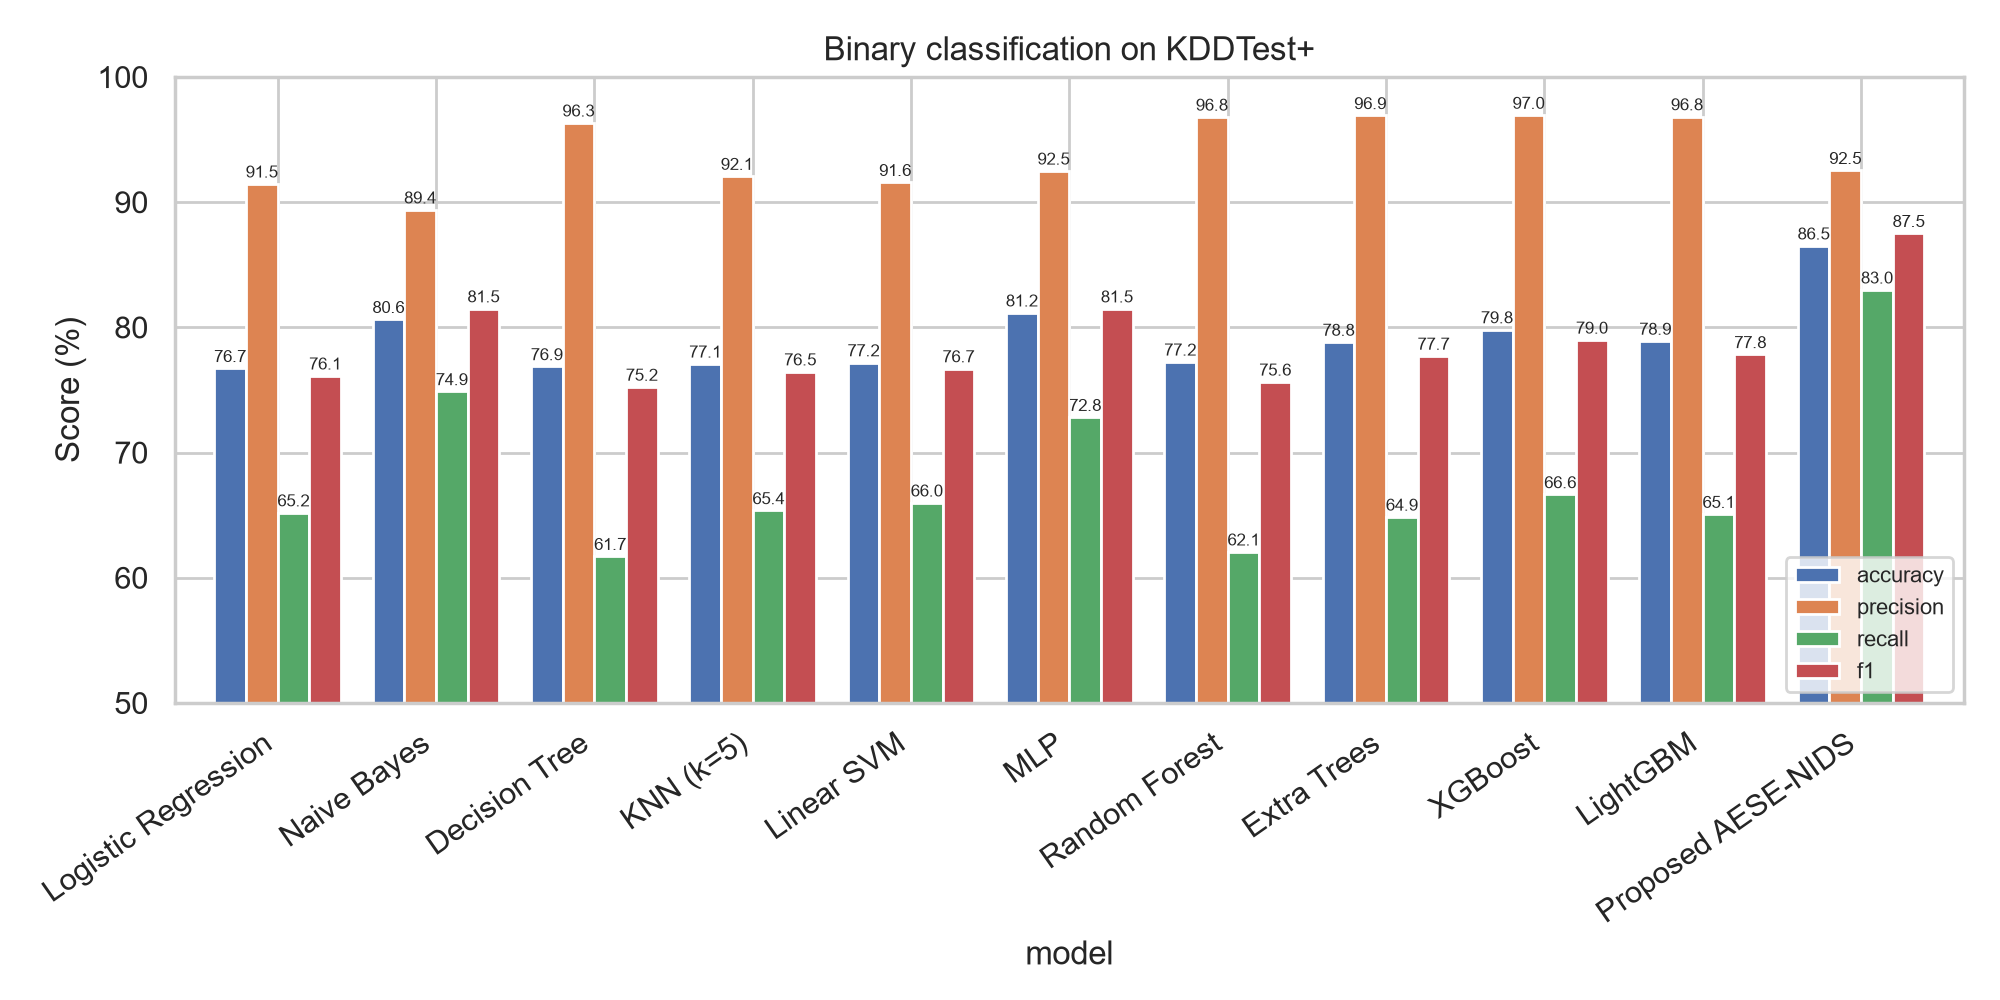 Binary classification on KDDTest+
Score (%)
100
90
80
70
60
50
76.7 91.5 65.2 76.1
80.6 89.4 74.9 81.5
76.9 96.3 61.7 75.2
77.1 92.1 65.4 76.5
77.2 91.6 66.0 76.7
81.2 92.5 72.8 81.5
77.2 96.8 62.1 75.6
78.8 96.9 64.9 77.7
79.8 97.0 66.6 79.0
78.9 96.8 65.1 77.8
86.5 92.5 83.0 87.5
accuracy
precision
recall
f1
Logistic Regression
Naive Bayes
Decision Tree
KNN (k=5)
Linear SVM
MLP
Random Forest
Extra Trees
XGBoost
LightGBM
Proposed AESE-NIDS
model